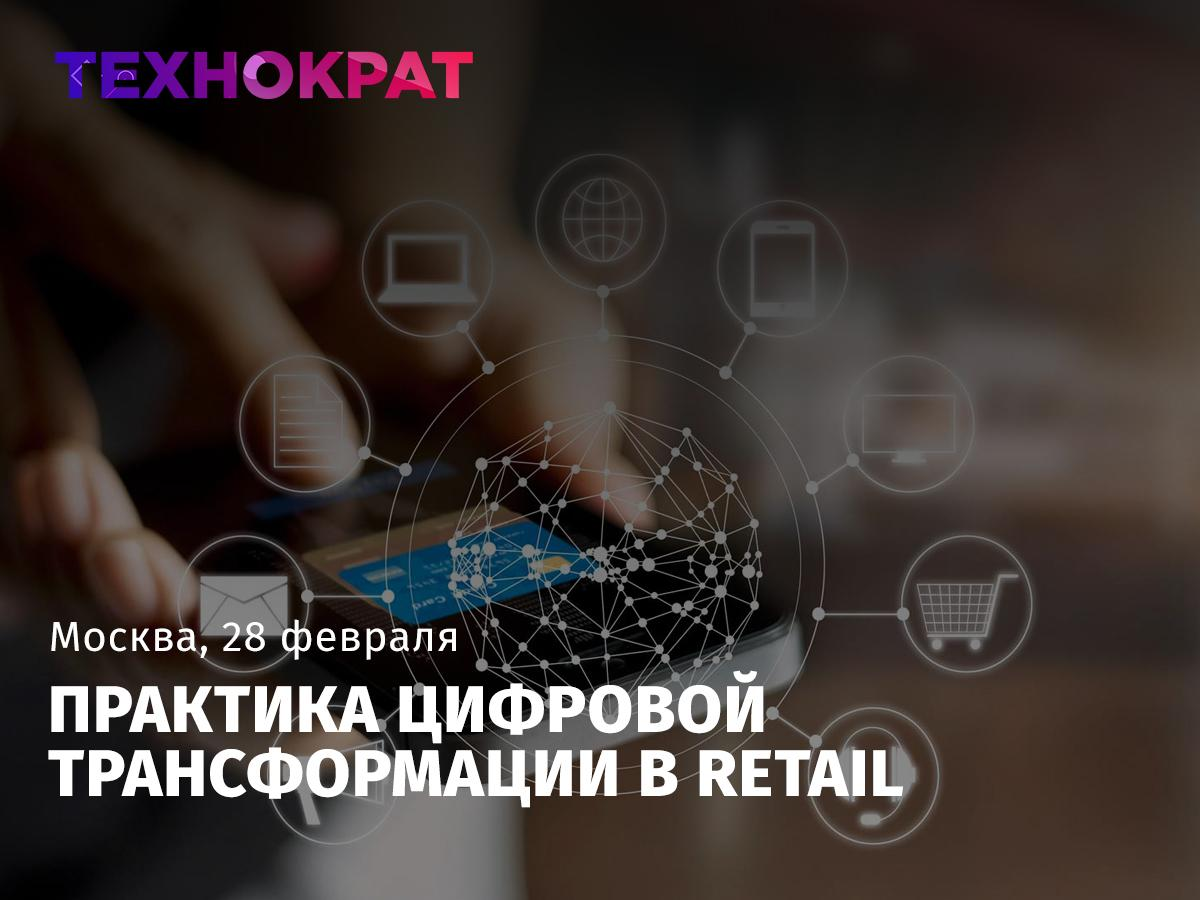 ТЕХНОКРАТ
Москва, 28 февраля
ПРАКТИКА ЦИФРОВОЙ
ТРАНСФОРМАЦИИ В RETAIL